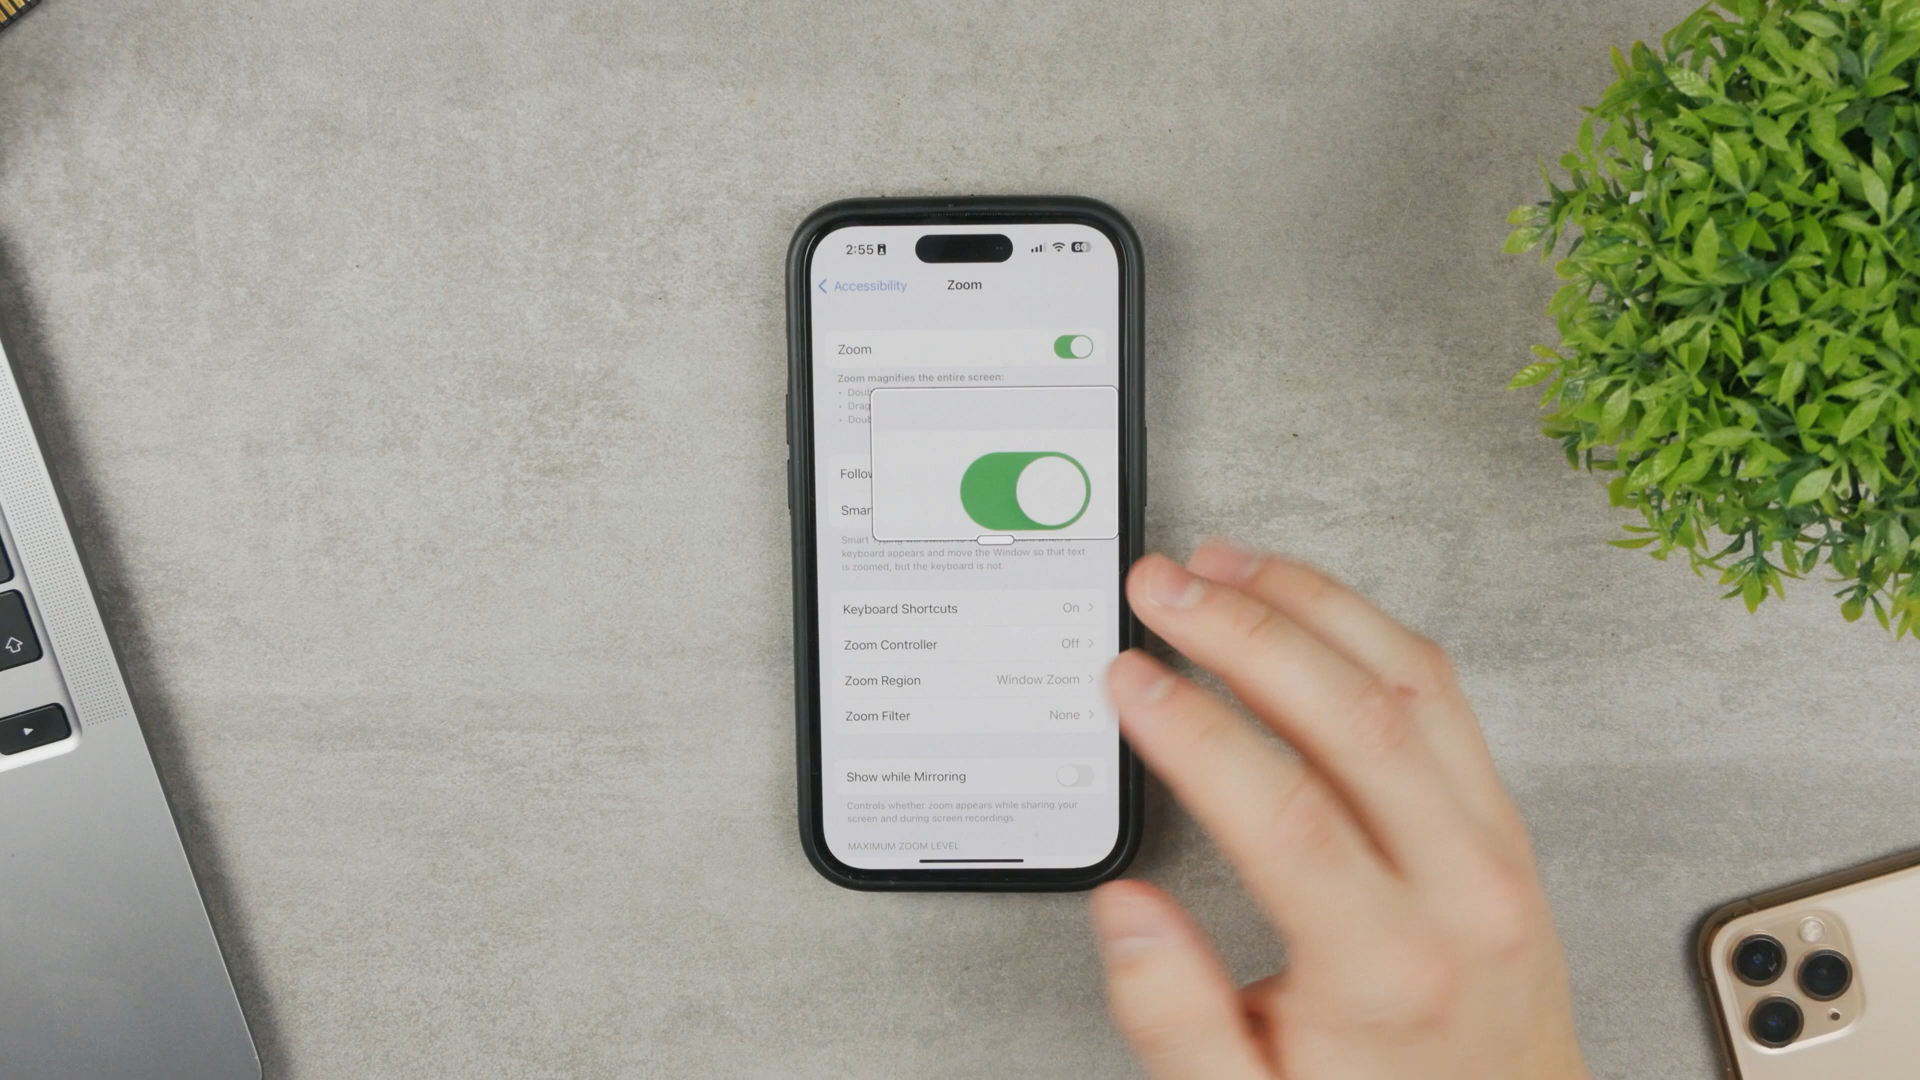 2:55
Accessibility
Zoom
Zoom
Zoom magnifies the entire screen:
keyboard appears and move the Window so that text
is zoomed, but the keyboard is not.
Keyboard Shortcuts On
Zoom Controller Off
Zoom Region Window Zoom
Zoom Filter None
Show while Mirroring
Controls whether zoom appears while sharing your
screen and during screen recordings.
MAXIMUM ZOOM LEVEL